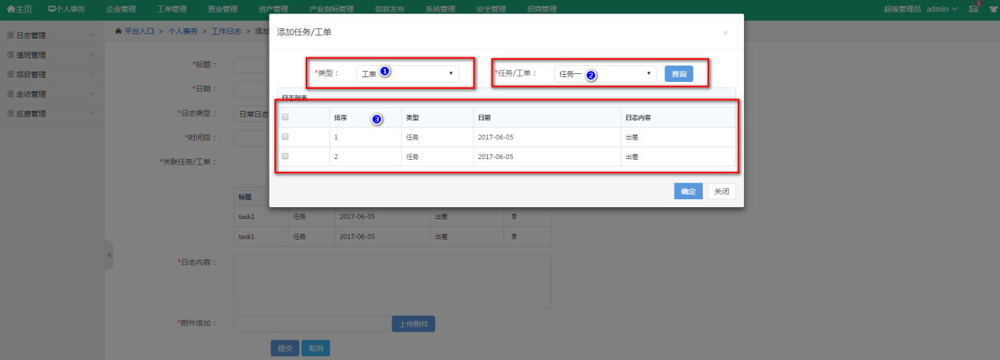 主页 个人事务 企业管理 工单管理 置业管理 资产管理 产业指标管理 信息发布 系统管理 安全管理 招商管理 超级管理员 admin 1
日志管理
值班管理
项目管理
走访管理
巡查管理
平台入口 > 个人事务 > 工作日志 > 添加
添加任务/工单 ×
*类型： 工单 1 *任务/工单： 任务一 2 查询
日志列表
排序 3 类型 日期 日志内容
1 任务 2017-06-05 出差
2 任务 2017-06-05 出差
确定 关闭
*标题：
*日期：
*日志类型： 日常日志
*时间段：
*关联任务/工单：
标题
task1 任务 2017-06-05 出差
task1 任务 2017-06-05 出差
*日志内容：
*附件添加： 上传附件
提交 取消